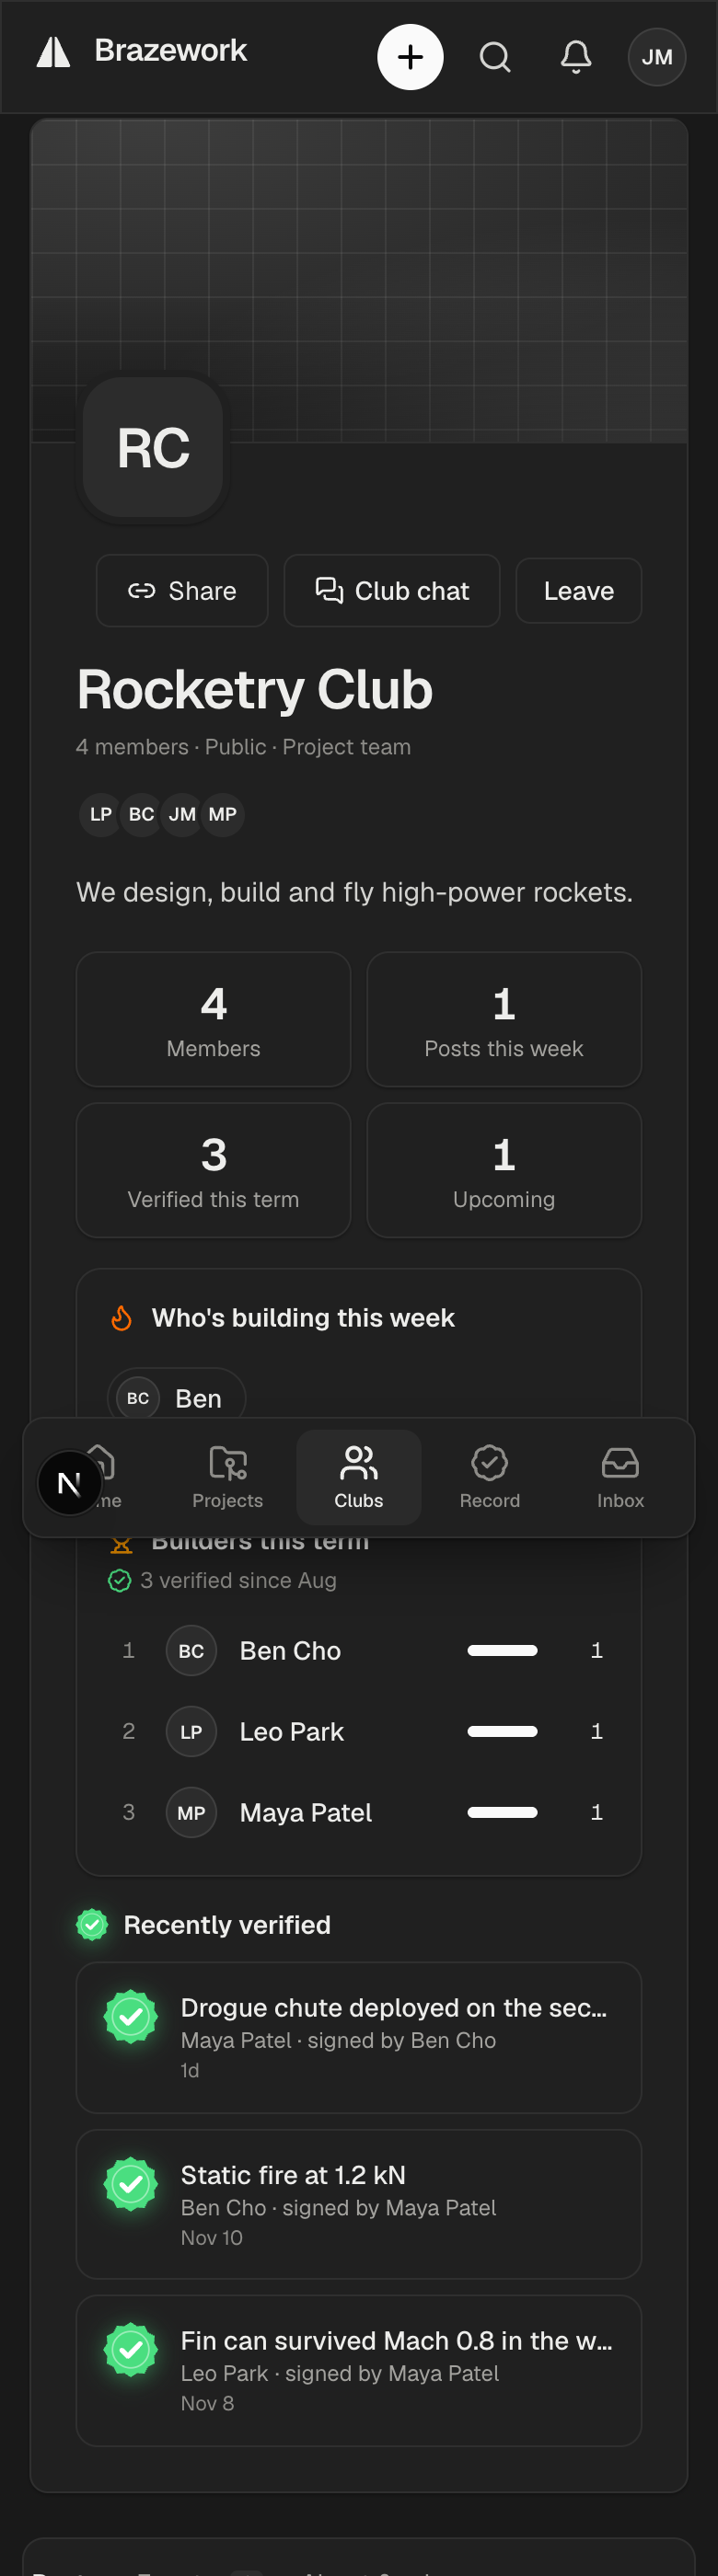 Brazework
JM
RC
Share
Club chat
Leave
Rocketry Club
4 members · Public · Project team
LP BC JM MP
We design, build and fly high-power rockets.
4
Members
1
Posts this week
3
Verified this term
1
Upcoming
Who's building this week
BC Ben
N
me
Projects
Clubs
Record
Inbox
Builders this term
3 verified since Aug
1 BC Ben Cho 1
2 LP Leo Park 1
3 MP Maya Patel 1
Recently verified
Drogue chute deployed on the sec...
Maya Patel · signed by Ben Cho
1d
Static fire at 1.2 kN
Ben Cho · signed by Maya Patel
Nov 10
Fin can survived Mach 0.8 in the w...
Leo Park · signed by Maya Patel
Nov 8